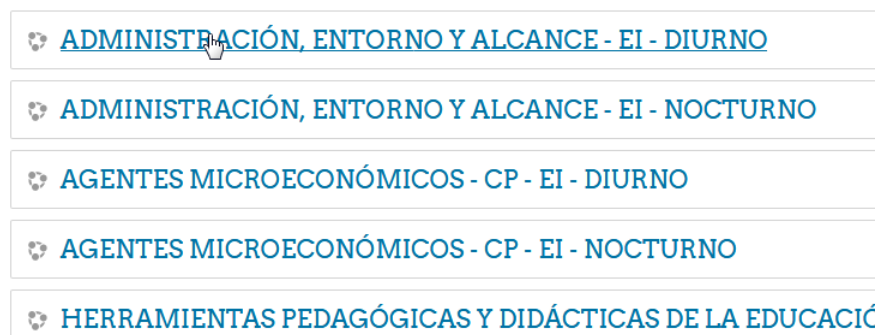 ADMINISTRACIÓN, ENTORNO Y ALCANCE - EI - DIURNO
ADMINISTRACIÓN, ENTORNO Y ALCANCE - EI - NOCTURNO
AGENTES MICROECONÓMICOS - CP - EI - DIURNO
AGENTES MICROECONÓMICOS - CP - EI - NOCTURNO
HERRAMIENTAS PEDAGÓGICAS Y DIDÁCTICAS DE LA EDUCACIÓ